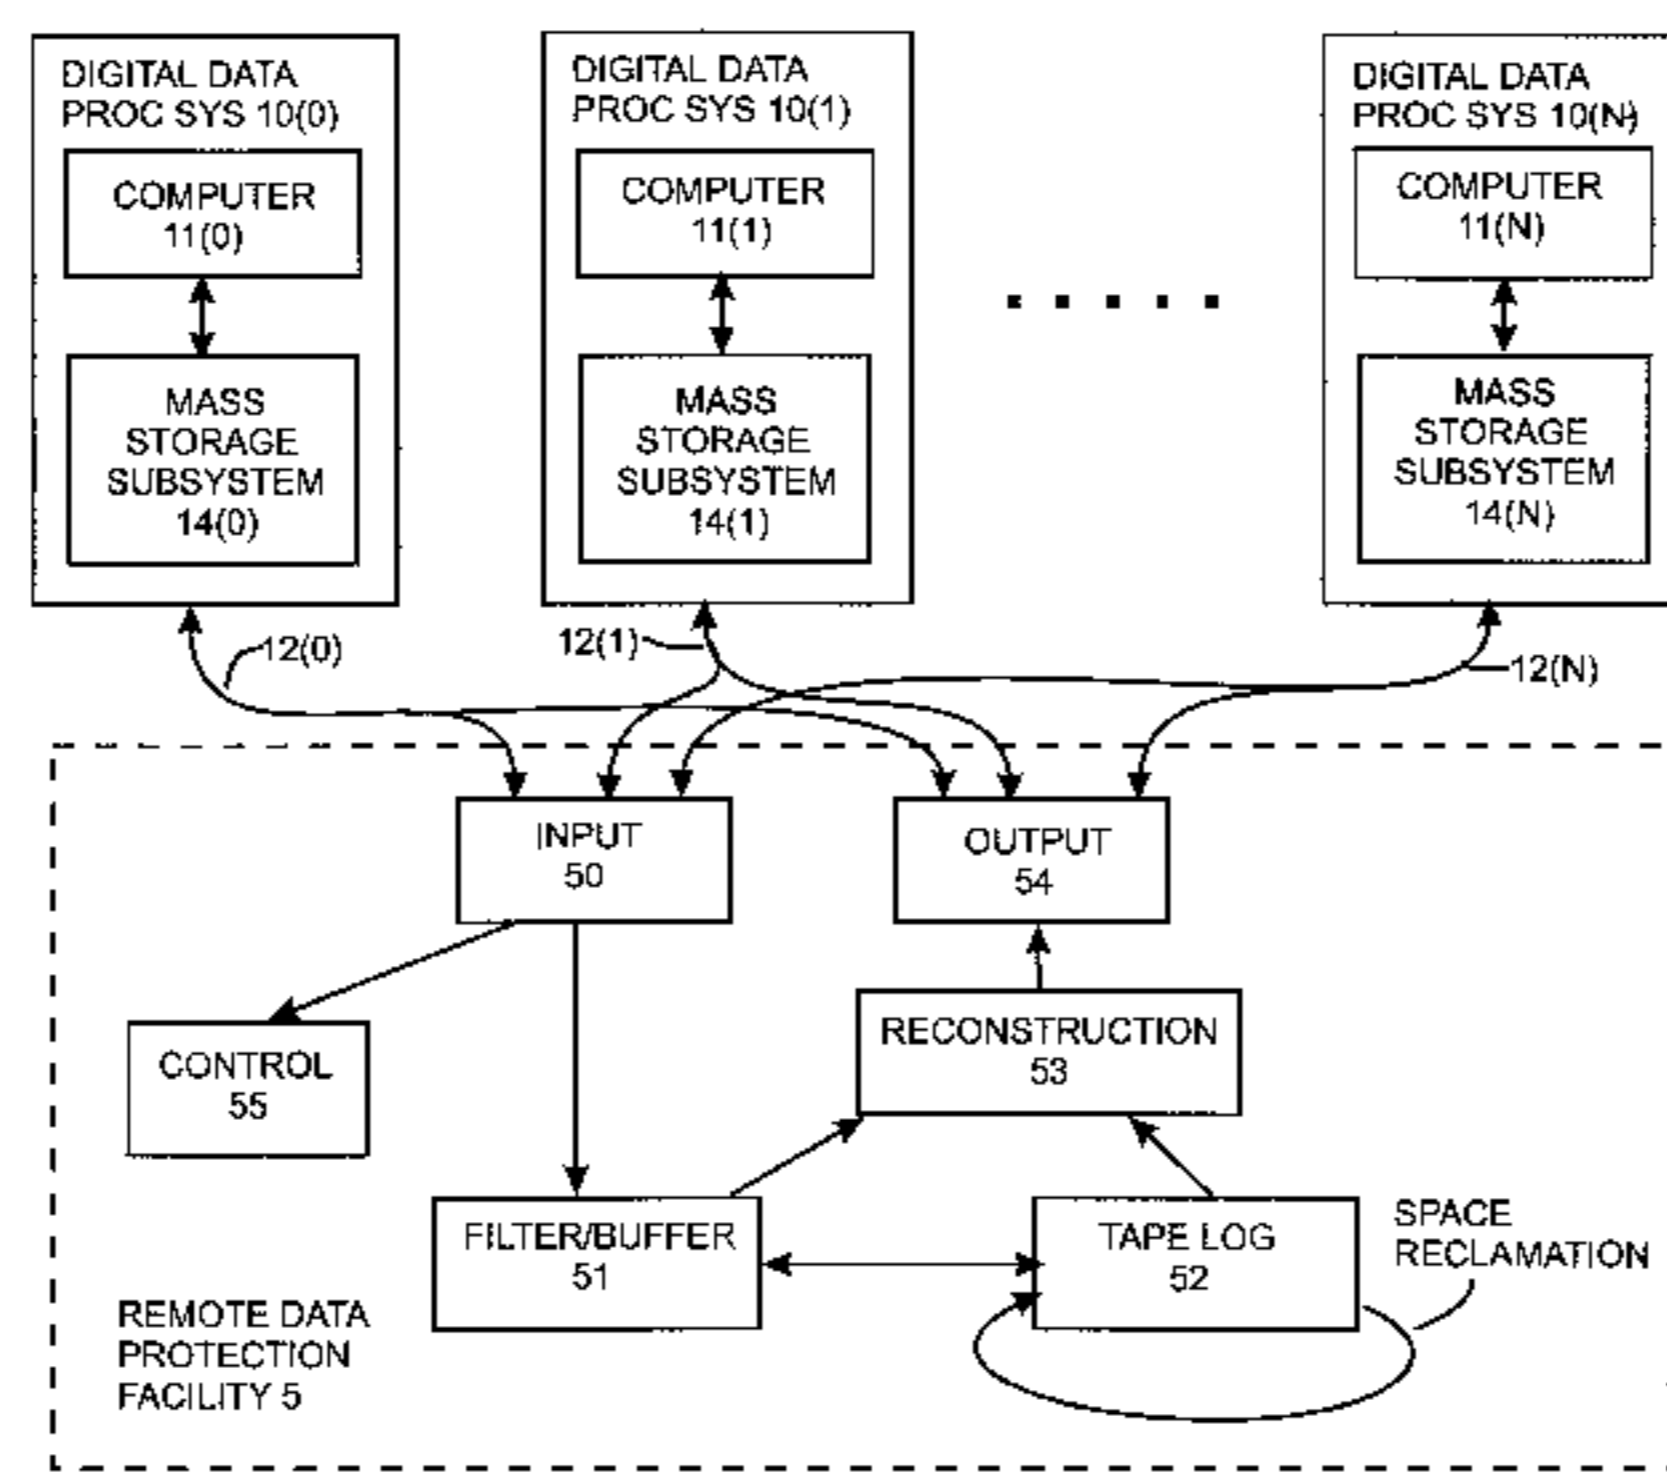 DIGITAL DATA
PROC SYS 10(0)
COMPUTER
11(0)
MASS
STORAGE
SUBSYSTEM
14(0)
DIGITAL DATA
PROC SYS 10(1)
COMPUTER
11(1)
MASS
STORAGE
SUBSYSTEM
14(1)
DIGITAL DATA
PROC SYS 10(N)
COMPUTER
11(N)
MASS
STORAGE
SUBSYSTEM
14(N)
12(0)
12(1)
12(N)
INPUT
50
OUTPUT
54
CONTROL
55
RECONSTRUCTION
53
FILTER/BUFFER
51
TAPE LOG
52
SPACE
RECLAMATION
REMOTE DATA
PROTECTION
FACILITY 5